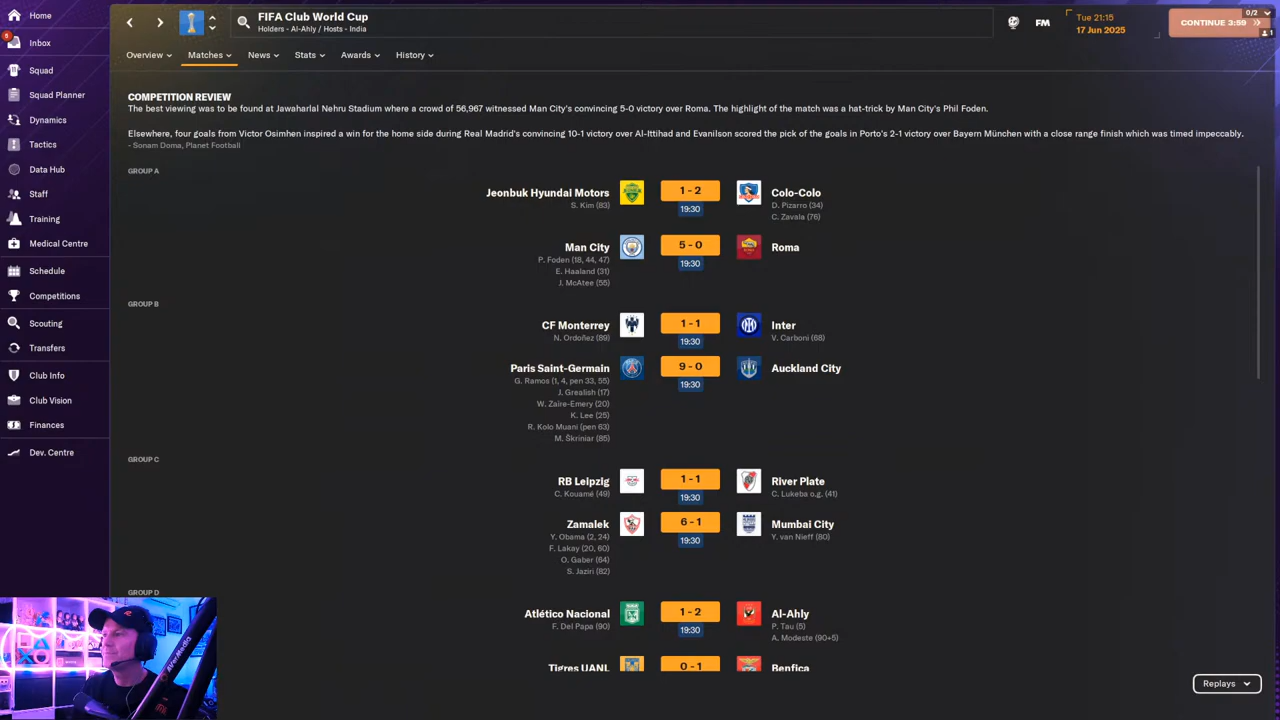 Home
Inbox
Squad
Squad Planner
Dynamics
Tactics
Data Hub
Staff
Training
Medical Centre
Schedule
Competitions
Scouting
Transfers
Club Info
Club Vision
Finances
Dev. Centre
FIFA Club World Cup
Holders - Al-Ahly / Hosts - India
FM
Tue 21:15
17 Jun 2025
0/2
CONTINUE 3:59
1
Overview
Matches
News
Stats
Awards
History
COMPETITION REVIEW
The best viewing was to be found at Jawaharlal Nehru Stadium where a crowd of 56,967 witnessed Man City's convincing 5-0 victory over Roma. The highlight of the match was a hat-trick by Man City's Phil Foden.
Elsewhere, four goals from Victor Osimhen inspired a win for the home side during Real Madrid's convincing 10-1 victory over Al-Ittihad and Evanilson scored the pick of the goals in Porto's 2-1 victory over Bayern München with a close range finish which was timed impeccably.
- Sonam Doma, Planet Football
GROUP A
Jeonbuk Hyundai Motors 1 - 2 Colo-Colo
S. Kim (83) 19:30 D. Pizarro (34)
C. Zavala (76)
Man City 5 - 0 Roma
P. Foden (18, 44, 47) 19:30
E. Haaland (31)
J. McAtee (55)
GROUP B
CF Monterrey 1 - 1 Inter
N. Ordoñez (89) 19:30 V. Carboni (68)
Paris Saint-Germain 9 - 0 Auckland City
G. Ramos (1, 4, pen 33, 55) 19:30
J. Grealish (17)
W. Zaïre-Emery (20)
K. Lee (25)
R. Kolo Muani (pen 63)
M. Škriniar (85)
GROUP C
RB Leipzig 1 - 1 River Plate
C. Kouamé (49) 19:30 C. Lukeba o.g. (41)
Zamalek 6 - 1 Mumbai City
Y. Obama (2, 24) 19:30 Y. van Nieff (80)
F. Lakay (20, 60)
O. Gaber (64)
S. Jaziri (82)
GROUP D
Atlético Nacional 1 - 2 Al-Ahly
F. Del Papa (90) 19:30 P. Tau (5)
A. Modeste (90+5)
Tigres UANL 0 - 1 Benfica
Replays